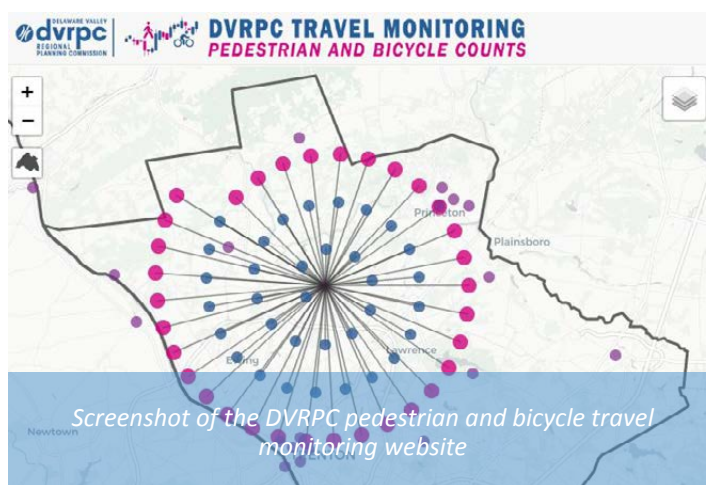 DELAWARE VALLEY
dvrpc
REGIONAL
PLANNING COMMISSION
DVRPC TRAVEL MONITORING
PEDESTRIAN AND BICYCLE COUNTS
+
−
Princeton
Plainsboro
Lawrence
Newtown
Screenshot of the DVRPC pedestrian and bicycle travel
monitoring website